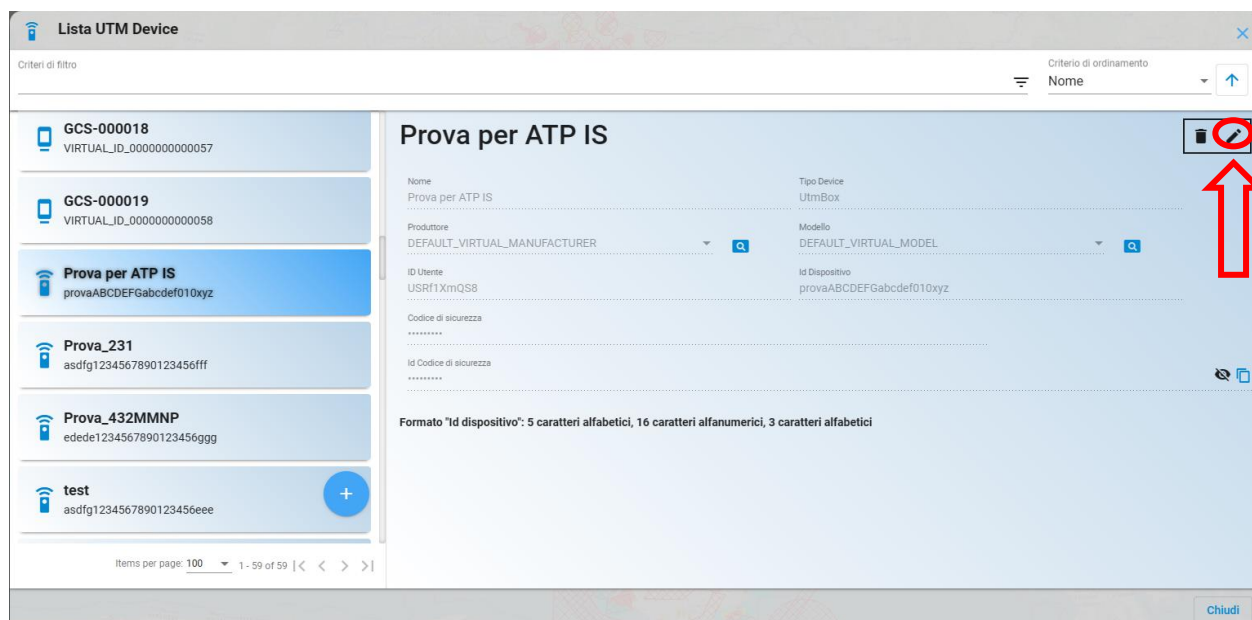 Lista UTM Device
Criteri di filtro
Criterio di ordinamento
Nome
GCS-000018
VIRTUAL_ID_0000000000057
GCS-000019
VIRTUAL_ID_0000000000058
Prova per ATP IS
provaABCDEFGabcdef010xyz
Prova_231
asdfg1234567890123456fff
Prova_432MMNP
edede1234567890123456ggg
test
asdfg1234567890123456eee
+
Items per page: 100 1 - 59 of 59
Prova per ATP IS
Nome
Prova per ATP IS
Tipo Device
UtmBox
Produttore
DEFAULT_VIRTUAL_MANUFACTURER
Modello
DEFAULT_VIRTUAL_MODEL
ID Utente
USRf1XmQS8
Id Dispositivo
provaABCDEFGabcdef010xyz
Codice di sicurezza
•••••••••
Id Codice di sicurezza
•••••••••
Formato "Id dispositivo": 5 caratteri alfabetici, 16 caratteri alfanumerici, 3 caratteri alfabetici
Chiudi